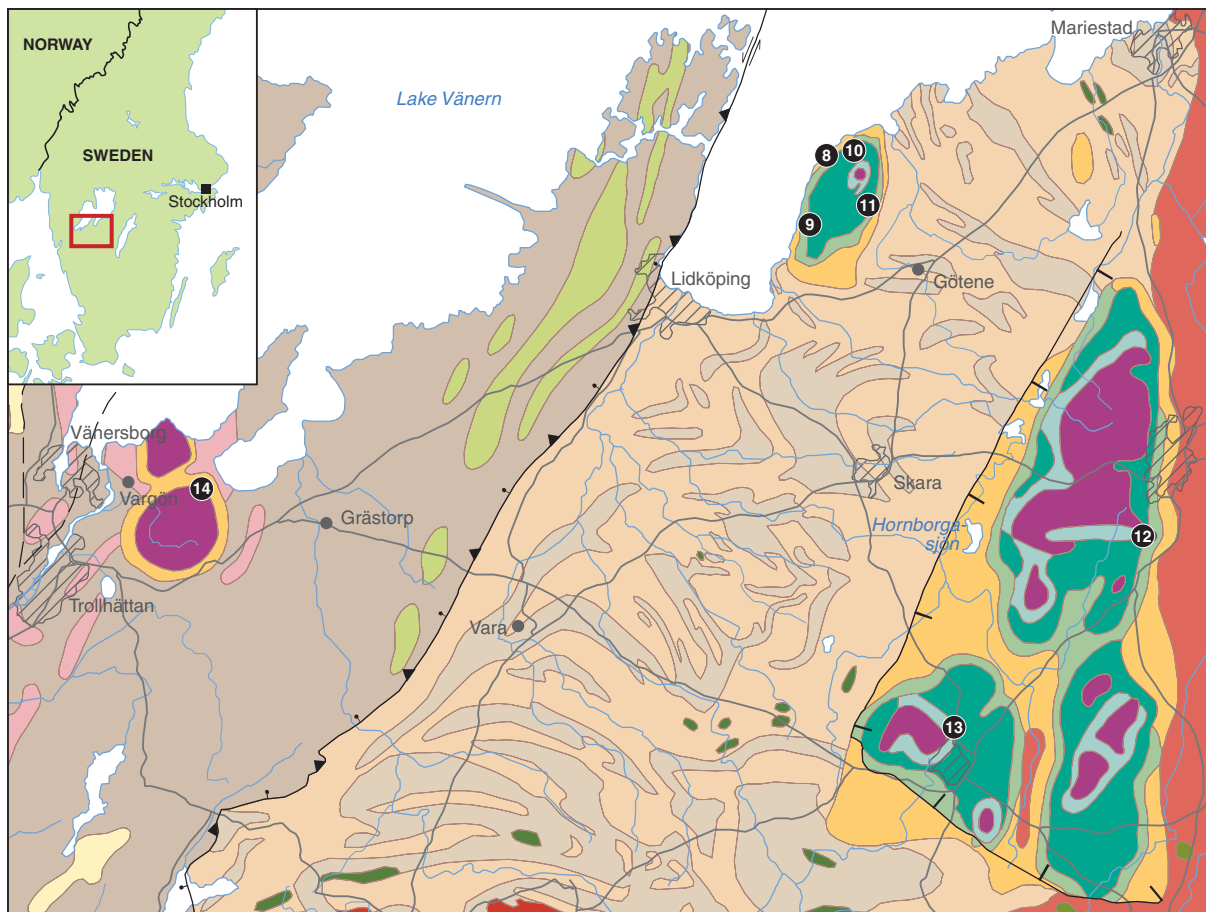 NORWAY
SWEDEN
Stockholm
Lake Vänern
Mariestad
8
10
11
9
Lidköping
Götene
Vänersborg
Vargön
14
Grästorp
Skara
Hornborga-
sjön
12
Trollhättan
Vara
13